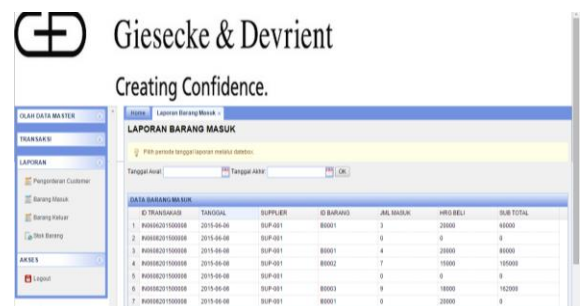 Giesecke & Devrient
Creating Confidence.
OLAH DATA MASTER
TRANSAKSI
LAPORAN
Pengorderan Customer
Barang Masuk
Barang Keluar
Stok Barang
AKSES
Logout
Home Laporan Barang Masuk
LAPORAN BARANG MASUK
Pilih periode tanggal laporan melalui datebox.
Tanggal Awal: Tanggal Akhir: OK
DATA BARANG MASUK
ID TRANSAKASI TANGGAL SUPPLIER ID BARANG JML MASUK HRG BELI SUB TOTAL
1 2015-06-06 SUP-001 B0001 3 20000 60000
2 2015-06-08 SUP-001 0 0 0
3 2015-06-08 SUP-001 B0001 4 20000 80000
4 2015-06-08 SUP-001 B0002 7 15000 105000
5 2015-06-08 SUP-001 0 0 0
6 2015-06-08 SUP-001 B0003 9 18000 162000
7 2015-06-08 SUP-001 B0001 0 20000 0